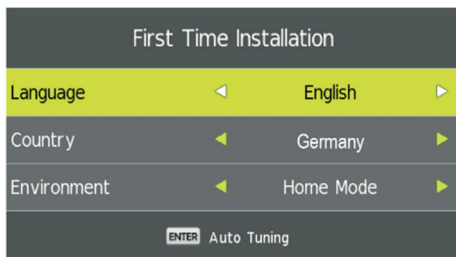 First Time Installation
Language English
Country Germany
Environment Home Mode
ENTER Auto Tuning